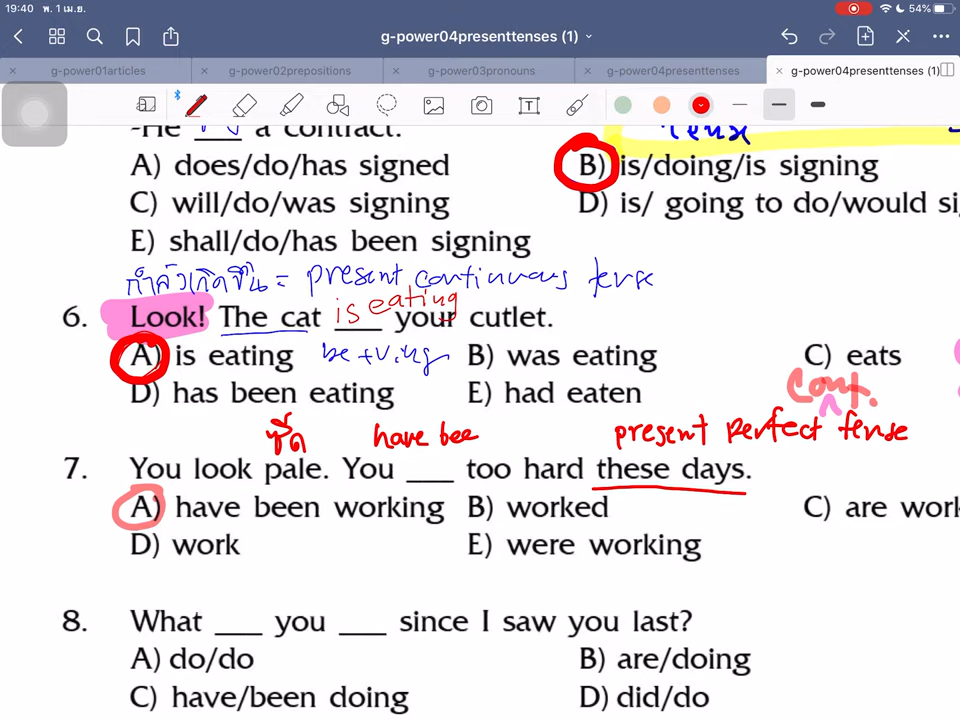 19:40 พ. 1 เม.ย. 54%
g-power04presenttenses (1)
g-power01articles g-power02prepositions g-power03pronouns g-power04presenttenses g-power04presenttenses (1)
T
-He ___ a contract. Tense
A) does/do/has signed B) is/doing/is signing
C) will/do/was signing D) is/ going to do/would si
E) shall/do/has been signing
กำลังเกิดขึ้น = present continuous tense
is eating
6. Look! The cat ___ your cutlet.
A) is eating be + V.ing B) was eating C) eats
D) has been eating E) had eaten Cont.
ซีด have bee present perfect tense
7. You look pale. You ___ too hard these days.
A) have been working B) worked C) are work
D) work E) were working
8. What ___ you ___ since I saw you last?
A) do/do B) are/doing
C) have/been doing D) did/do